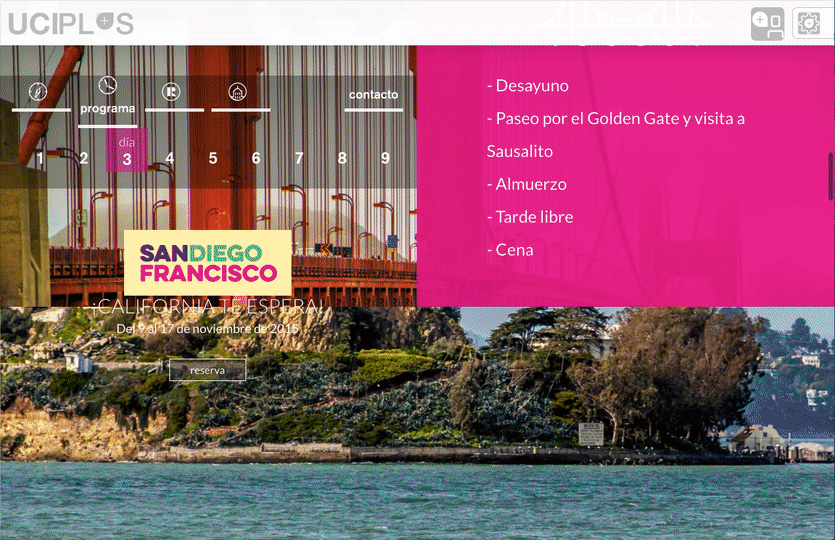 UCIPLUS
programa
contacto
día
1 2 3 4 5 6 7 8 9
SANDIEGO
FRANCISCO
¡CALIFORNIA TE ESPERA!
Del 9 al 17 de noviembre de 2015
reserva
- Desayuno
- Paseo por el Golden Gate y visita a
Sausalito
- Almuerzo
- Tarde libre
- Cena